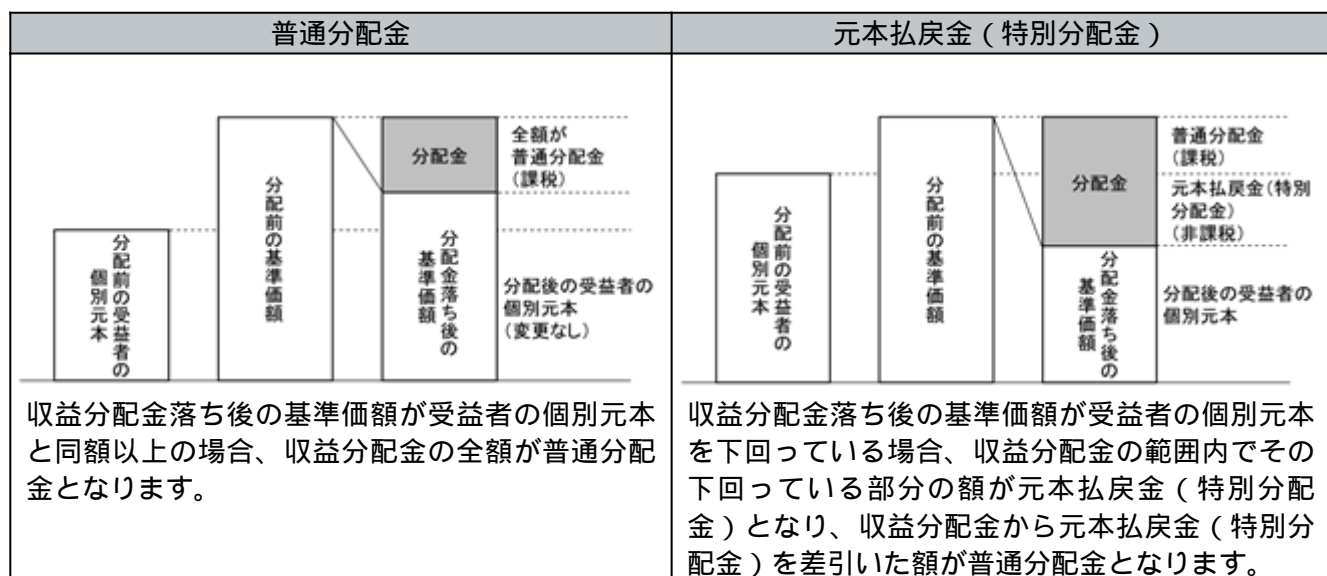 普通分配金
分配前の受益者の
個別元本
分配前の基準価額
分配金
分配金落ち後の
基準価額
全額が
普通分配金
(課税)
分配後の受益者の
個別元本
(変更なし)
収益分配金落ち後の基準価額が受益者の個別元本
と同額以上の場合、収益分配金の全額が普通分配
金となります。
元本払戻金(特別分配金)
分配前の受益者の
個別元本
分配前の基準価額
分配金
分配金落ち後の
基準価額
普通分配金
(課税)
元本払戻金(特別
分配金)
(非課税)
分配後の受益者の
個別元本
収益分配金落ち後の基準価額が受益者の個別元本
を下回っている場合、収益分配金の範囲内でその
下回っている部分の額が元本払戻金(特別分配
金)となり、収益分配金から元本払戻金(特別分
配金)を差引いた額が普通分配金となります。